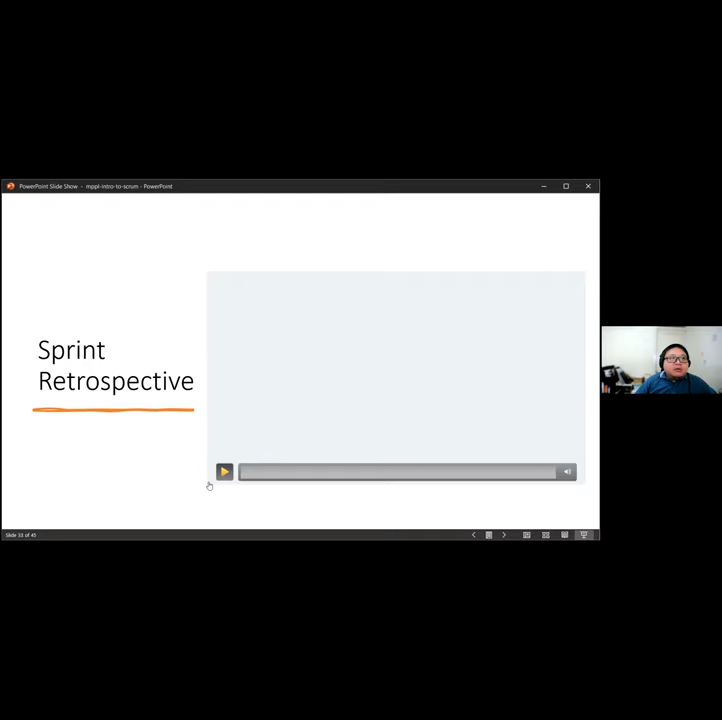 PowerPoint Slide Show - mppl-intro-to-scrum - PowerPoint
Sprint
Retrospective
Slide 33 of 45